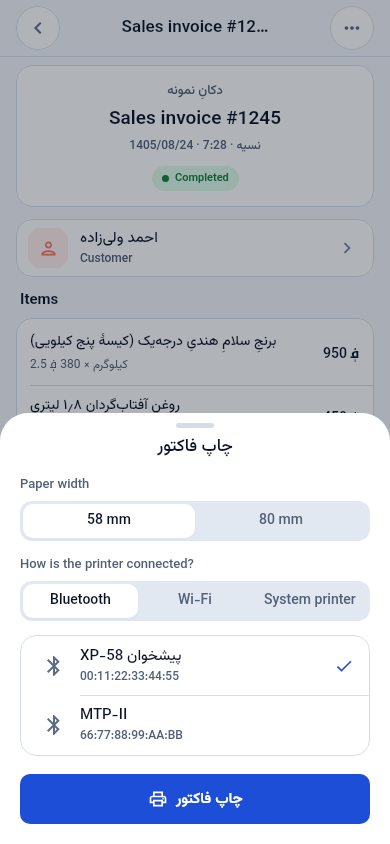 Sales invoice #12…
دکانِ نمونه
Sales invoice #1245
1405/08/24 · 7:28 · نسیه
Completed
احمد ولی‌زاده
Customer
Items
برنجِ سلامِ هندیِ درجه‌یک (کیسهٔ پنج کیلویی)
950 ؋
2.5 کیلوگرم × 380 ؋
روغنِ آفتاب‌گردان ۱٫۸ لیتری
چاپ فاکتور
Paper width
58 mm
80 mm
How is the printer connected?
Bluetooth
Wi-Fi
System printer
XP-58 پیشخوان
00:11:22:33:44:55
MTP-II
66:77:88:99:AA:BB
چاپ فاکتور